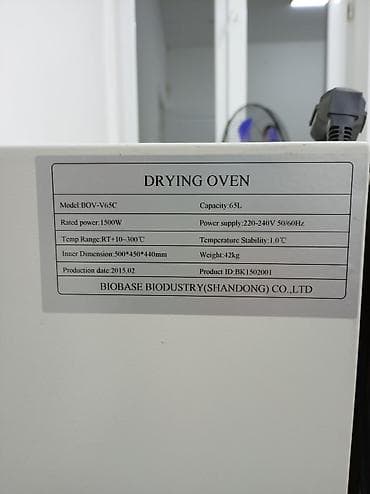 DRYING OVEN
Model:BOV-V65C Capacity:65L
Rated power:1500W Power supply:220-240V 50/60Hz
Temp Range:RT+10~300℃ Temperature Stability:1.0℃
Inner Dimension:500*450*440mm Weight:42kg
Production date:2015.02 Product ID:BK1502001
BIOBASE BIODUSTRY(SHANDONG) CO.,LTD